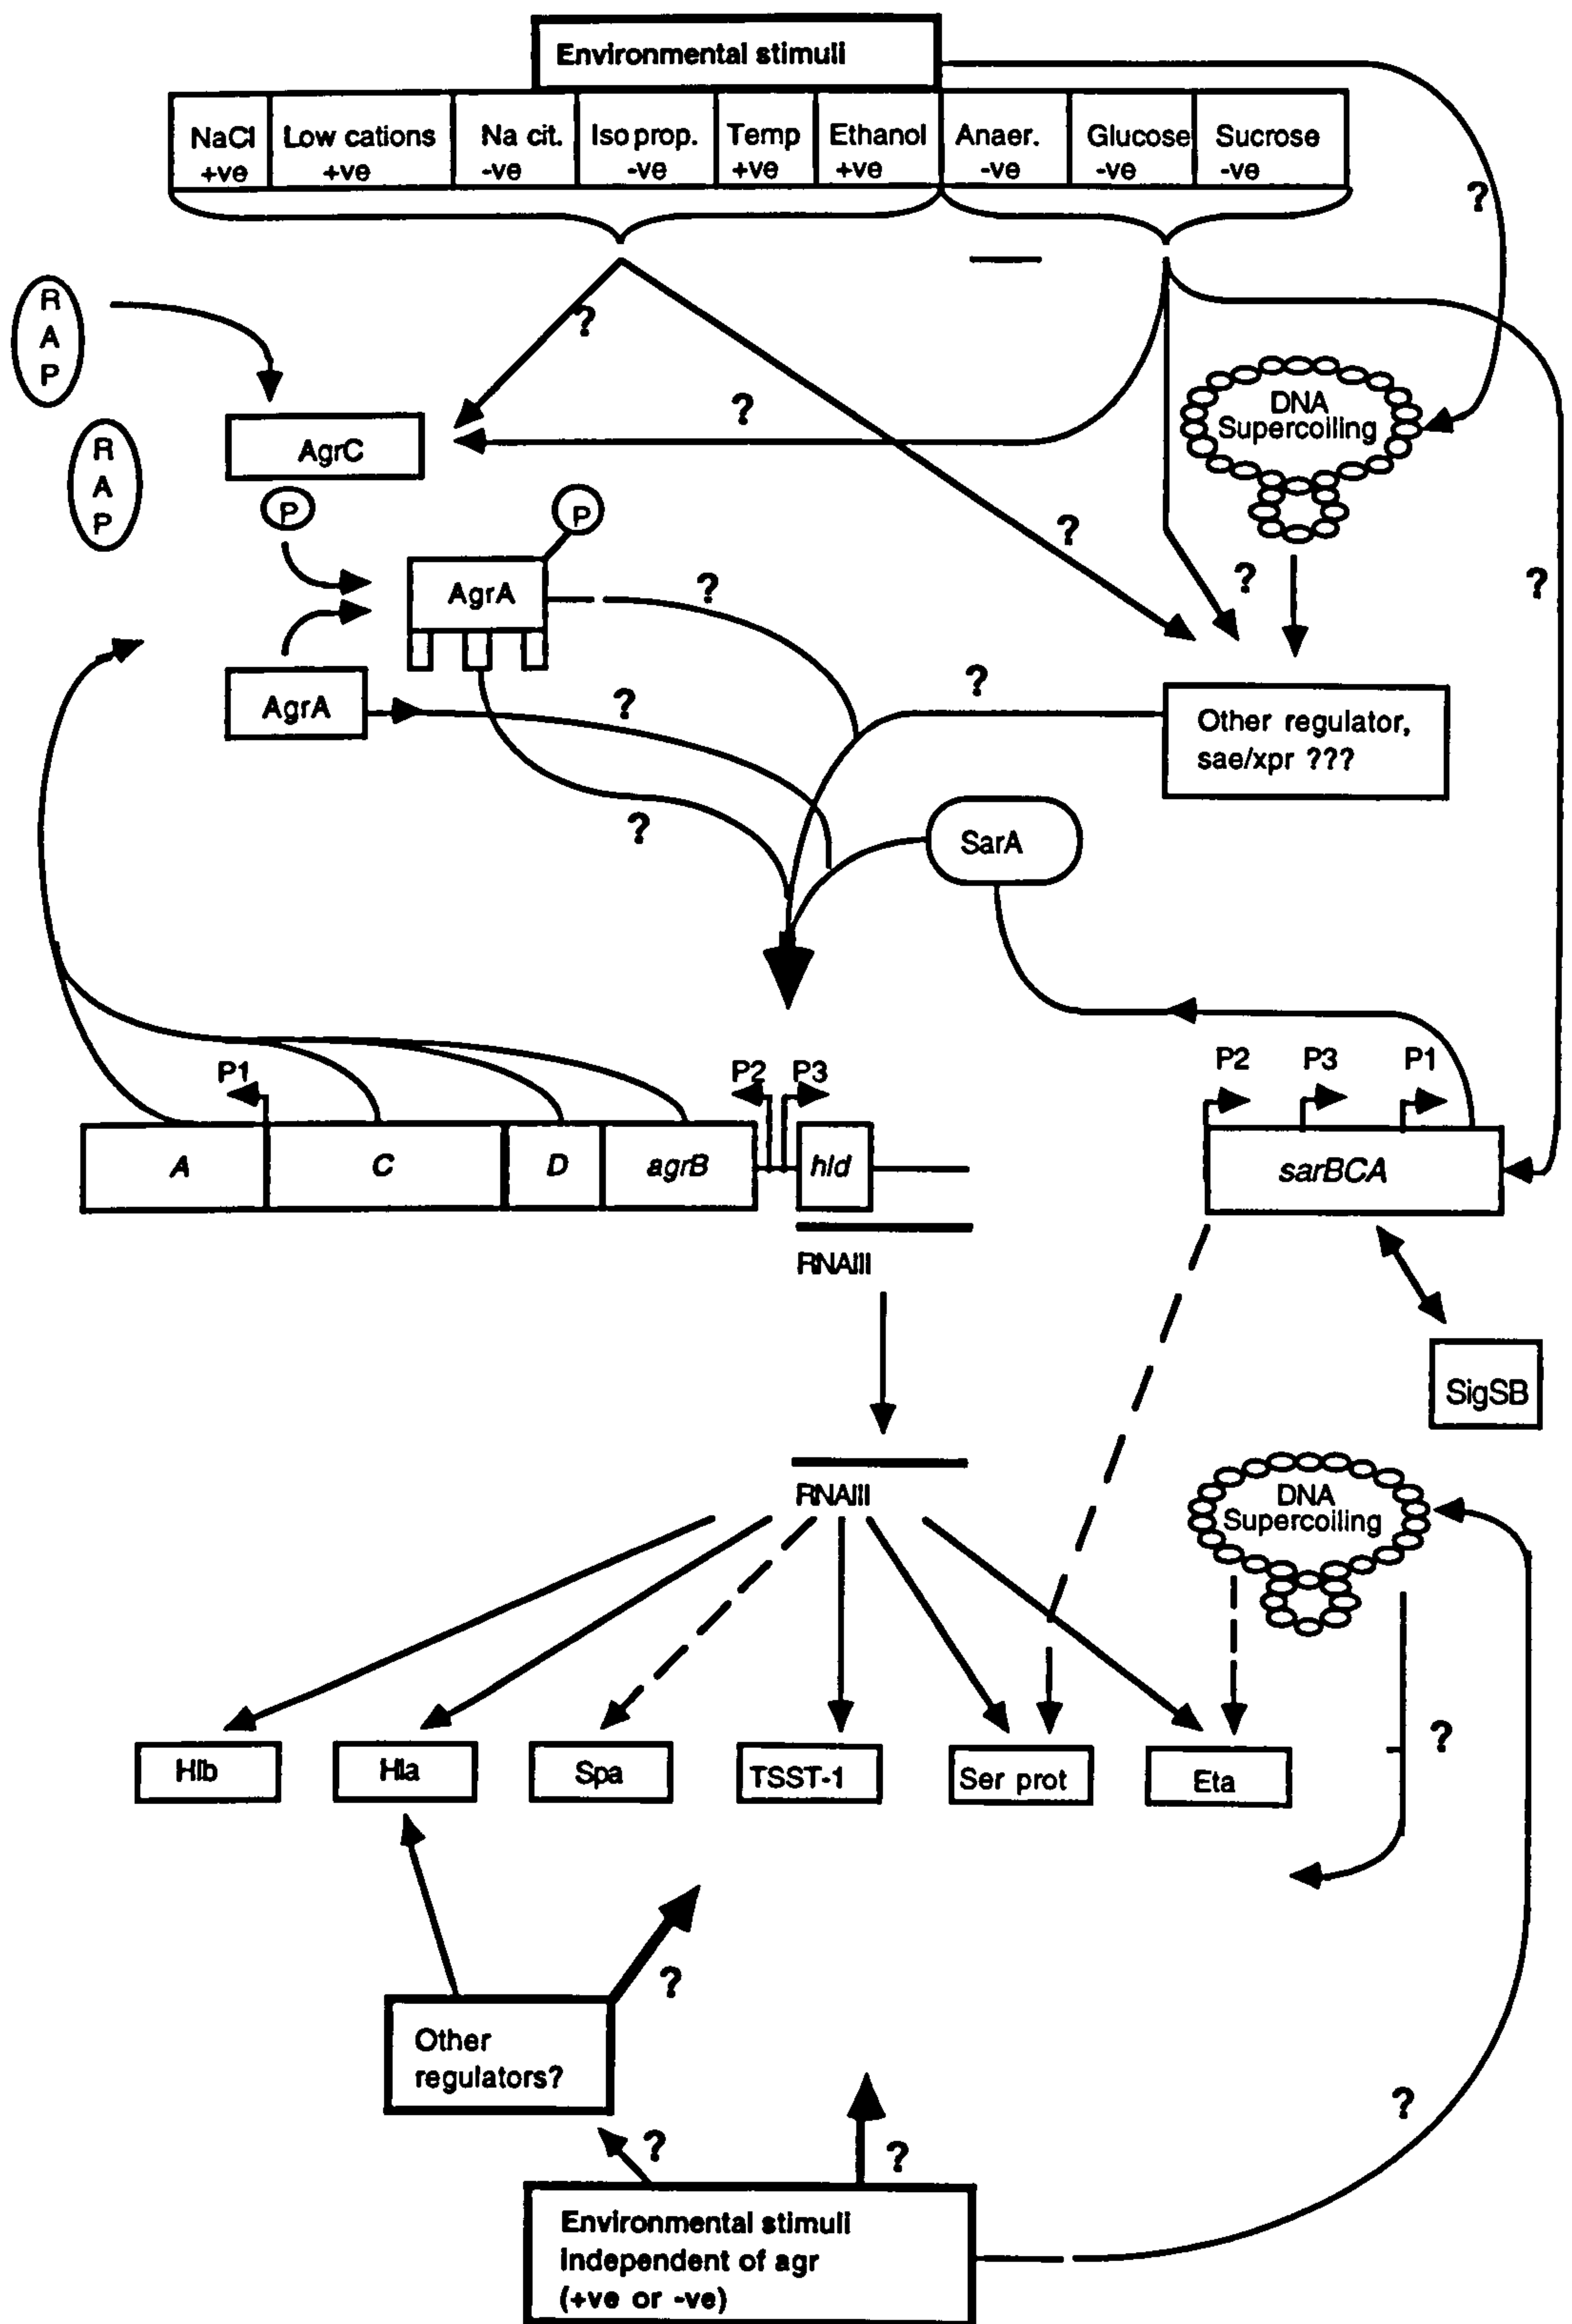 Environmental stimuli
NaCl +ve
Low cations +ve
Na cit. -ve
Iso prop. -ve
Temp +ve
Ethanol +ve
Anaer. -ve
Glucose -ve
Sucrose -ve
?
R
A
P
?
DNA
Supercoiling
?
AgrC
R
A
P
P
P
?
?
?
AgrA
?
?
AgrA
?
Other regulator,
sae/xpr ???
?
SarA
P1
P2
P3
P2
P3
P1
A
C
D
agrB
hld
sarBCA
RNAIII
SigSB
RNAIII
DNA
Supercoiling
?
Hlb
Hla
Spa
TSST-1
Ser prot
Eta
?
Other
regulators?
?
?
?
Environmental stimuli
Independent of agr
(+ve or -ve)